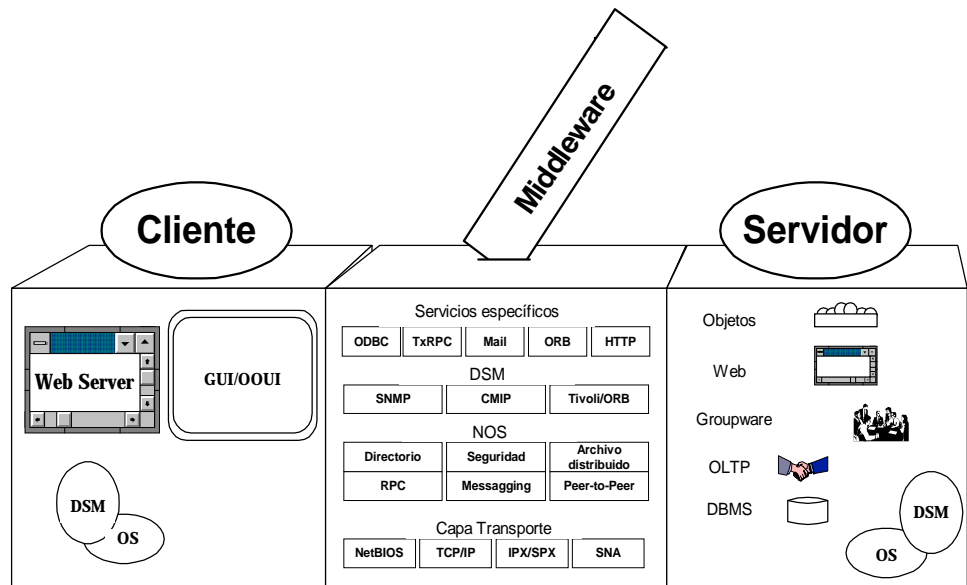 Middleware
Cliente
Servidor
Web Server
GUI/OOUI
DSM
OS
Servicios específicos
ODBC TxRPC Mail ORB HTTP
DSM
SNMP CMIP Tivoli/ORB
NOS
Directorio Seguridad Archivo distribuido
RPC Messagging Peer-to-Peer
Capa Transporte
NetBIOS TCP/IP IPX/SPX SNA
Objetos
Web
Groupware
OLTP
DBMS
DSM
OS